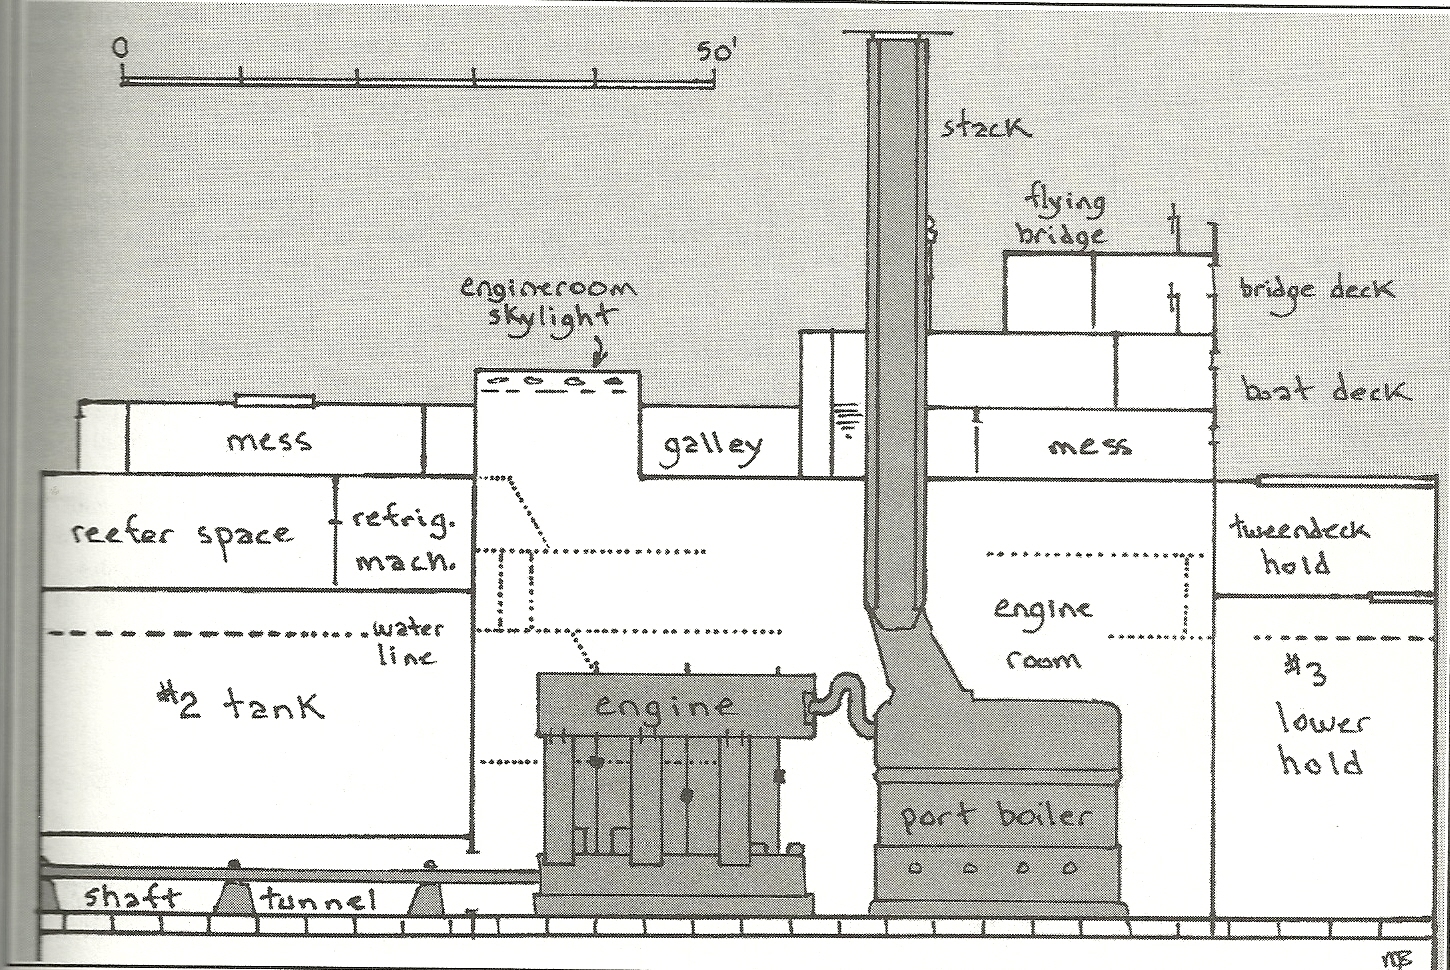 0
50'
stack
flying
bridge
bridge deck
engineroom
skylight
boat deck
mess
galley
mess
reefer space
refrig.
mach.
tweendeck
hold
engine
room
water
line
#2 tank
engine
#3
lower
hold
port boiler
shaft tunnel